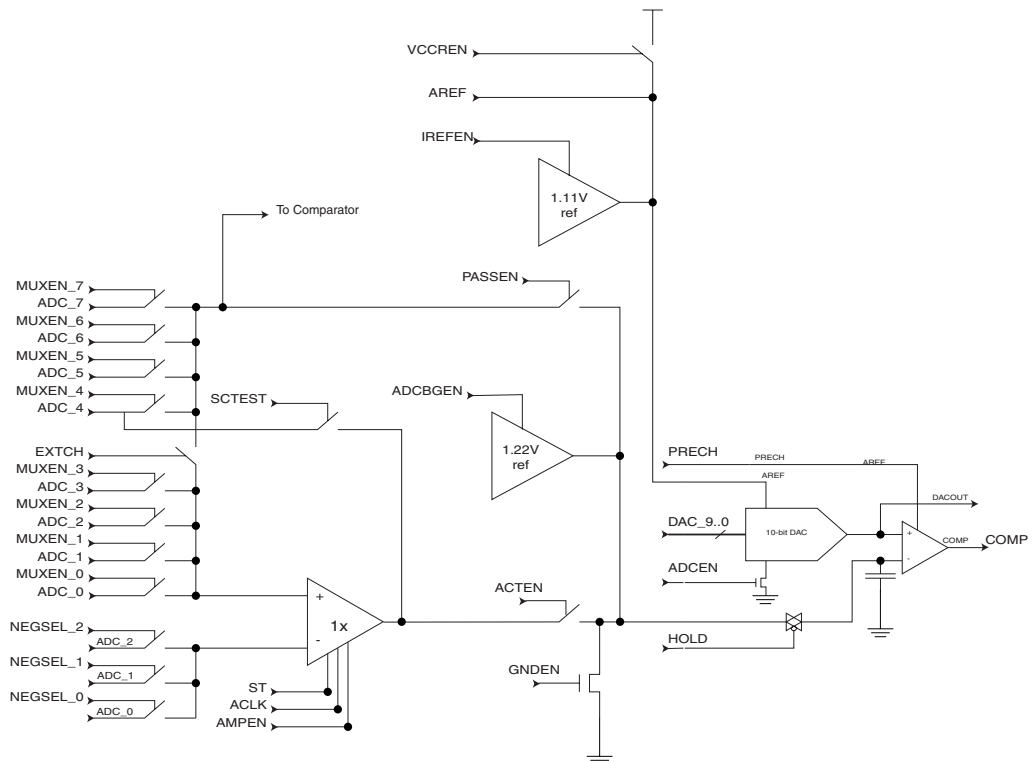 VCCREN
AREF
IREFEN
1.11V
ref
To Comparator
PASSEN
MUXEN_7
ADC_7
MUXEN_6
ADC_6
MUXEN_5
ADC_5
MUXEN_4
ADC_4
SCTEST
ADCBGEN
1.22V
ref
EXTCH
MUXEN_3
ADC_3
MUXEN_2
ADC_2
MUXEN_1
ADC_1
MUXEN_0
ADC_0
PRECH
PRECH
AREF
AREF
DACOUT
DAC_9..0
10-bit DAC
+
-
COMP
COMP
ADCEN
ACTEN
+
1x
-
NEGSEL_2
ADC_2
NEGSEL_1
ADC_1
NEGSEL_0
ADC_0
HOLD
GNDEN
ST
ACLK
AMPEN